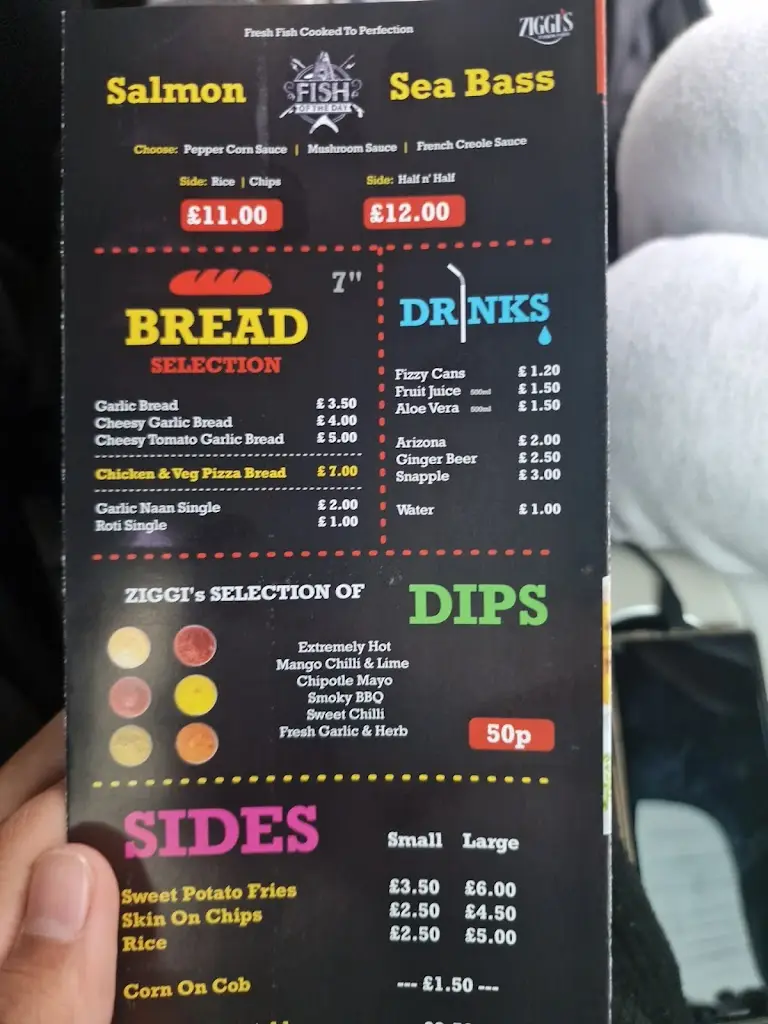 Fresh Fish Cooked To Perfection
ZIGGI'S
Salmon
FISH
OF THE DAY
Sea Bass
Choose: Pepper Corn Sauce | Mushroom Sauce | French Creole Sauce
Side: Rice | Chips
Side: Half n' Half
£11.00
£12.00
7"
BREAD
SELECTION
Garlic Bread £ 3.50
Cheesy Garlic Bread £ 4.00
Cheesy Tomato Garlic Bread £ 5.00
Chicken & Veg Pizza Bread £ 7.00
Garlic Naan Single £ 2.00
Roti Single £ 1.00
DRINKS
Fizzy Cans £ 1.20
Fruit Juice 500ml £ 1.50
Aloe Vera 500ml £ 1.50
Arizona £ 2.00
Ginger Beer £ 2.50
Snapple £ 3.00
Water £ 1.00
ZIGGI's SELECTION OF DIPS
Extremely Hot
Mango Chilli & Lime
Chipotle Mayo
Smoky BBQ
Sweet Chilli
Fresh Garlic & Herb
50p
SIDES
Small Large
Sweet Potato Fries £3.50 £6.00
Skin On Chips £2.50 £4.50
Rice £2.50 £5.00
Corn On Cob --- £1.50 ---